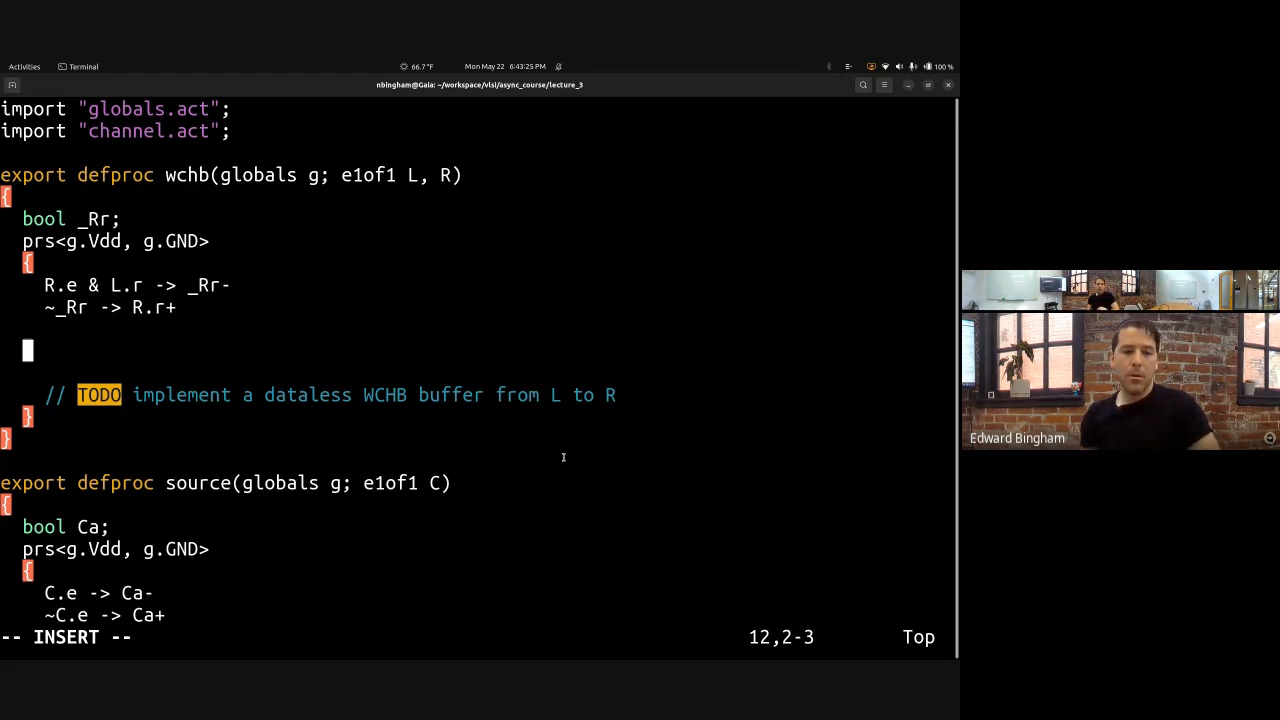 Activities
Terminal
66.7 °F
Mon May 22 6:43:25 PM
100 %
nbingham@Gaia: ~/workspace/vlsi/async_course/lecture_3
import "globals.act";
import "channel.act";
export defproc wchb(globals g; e1of1 L, R)
{
bool _Rr;
prs<g.Vdd, g.GND>
{
R.e & L.r -> _Rr-
~_Rr -> R.r+
// TODO implement a dataless WCHB buffer from L to R
}
}
export defproc source(globals g; e1of1 C)
{
bool Ca;
prs<g.Vdd, g.GND>
{
C.e -> Ca-
~C.e -> Ca+
-- INSERT --
12,2-3
Top
Edward Bingham